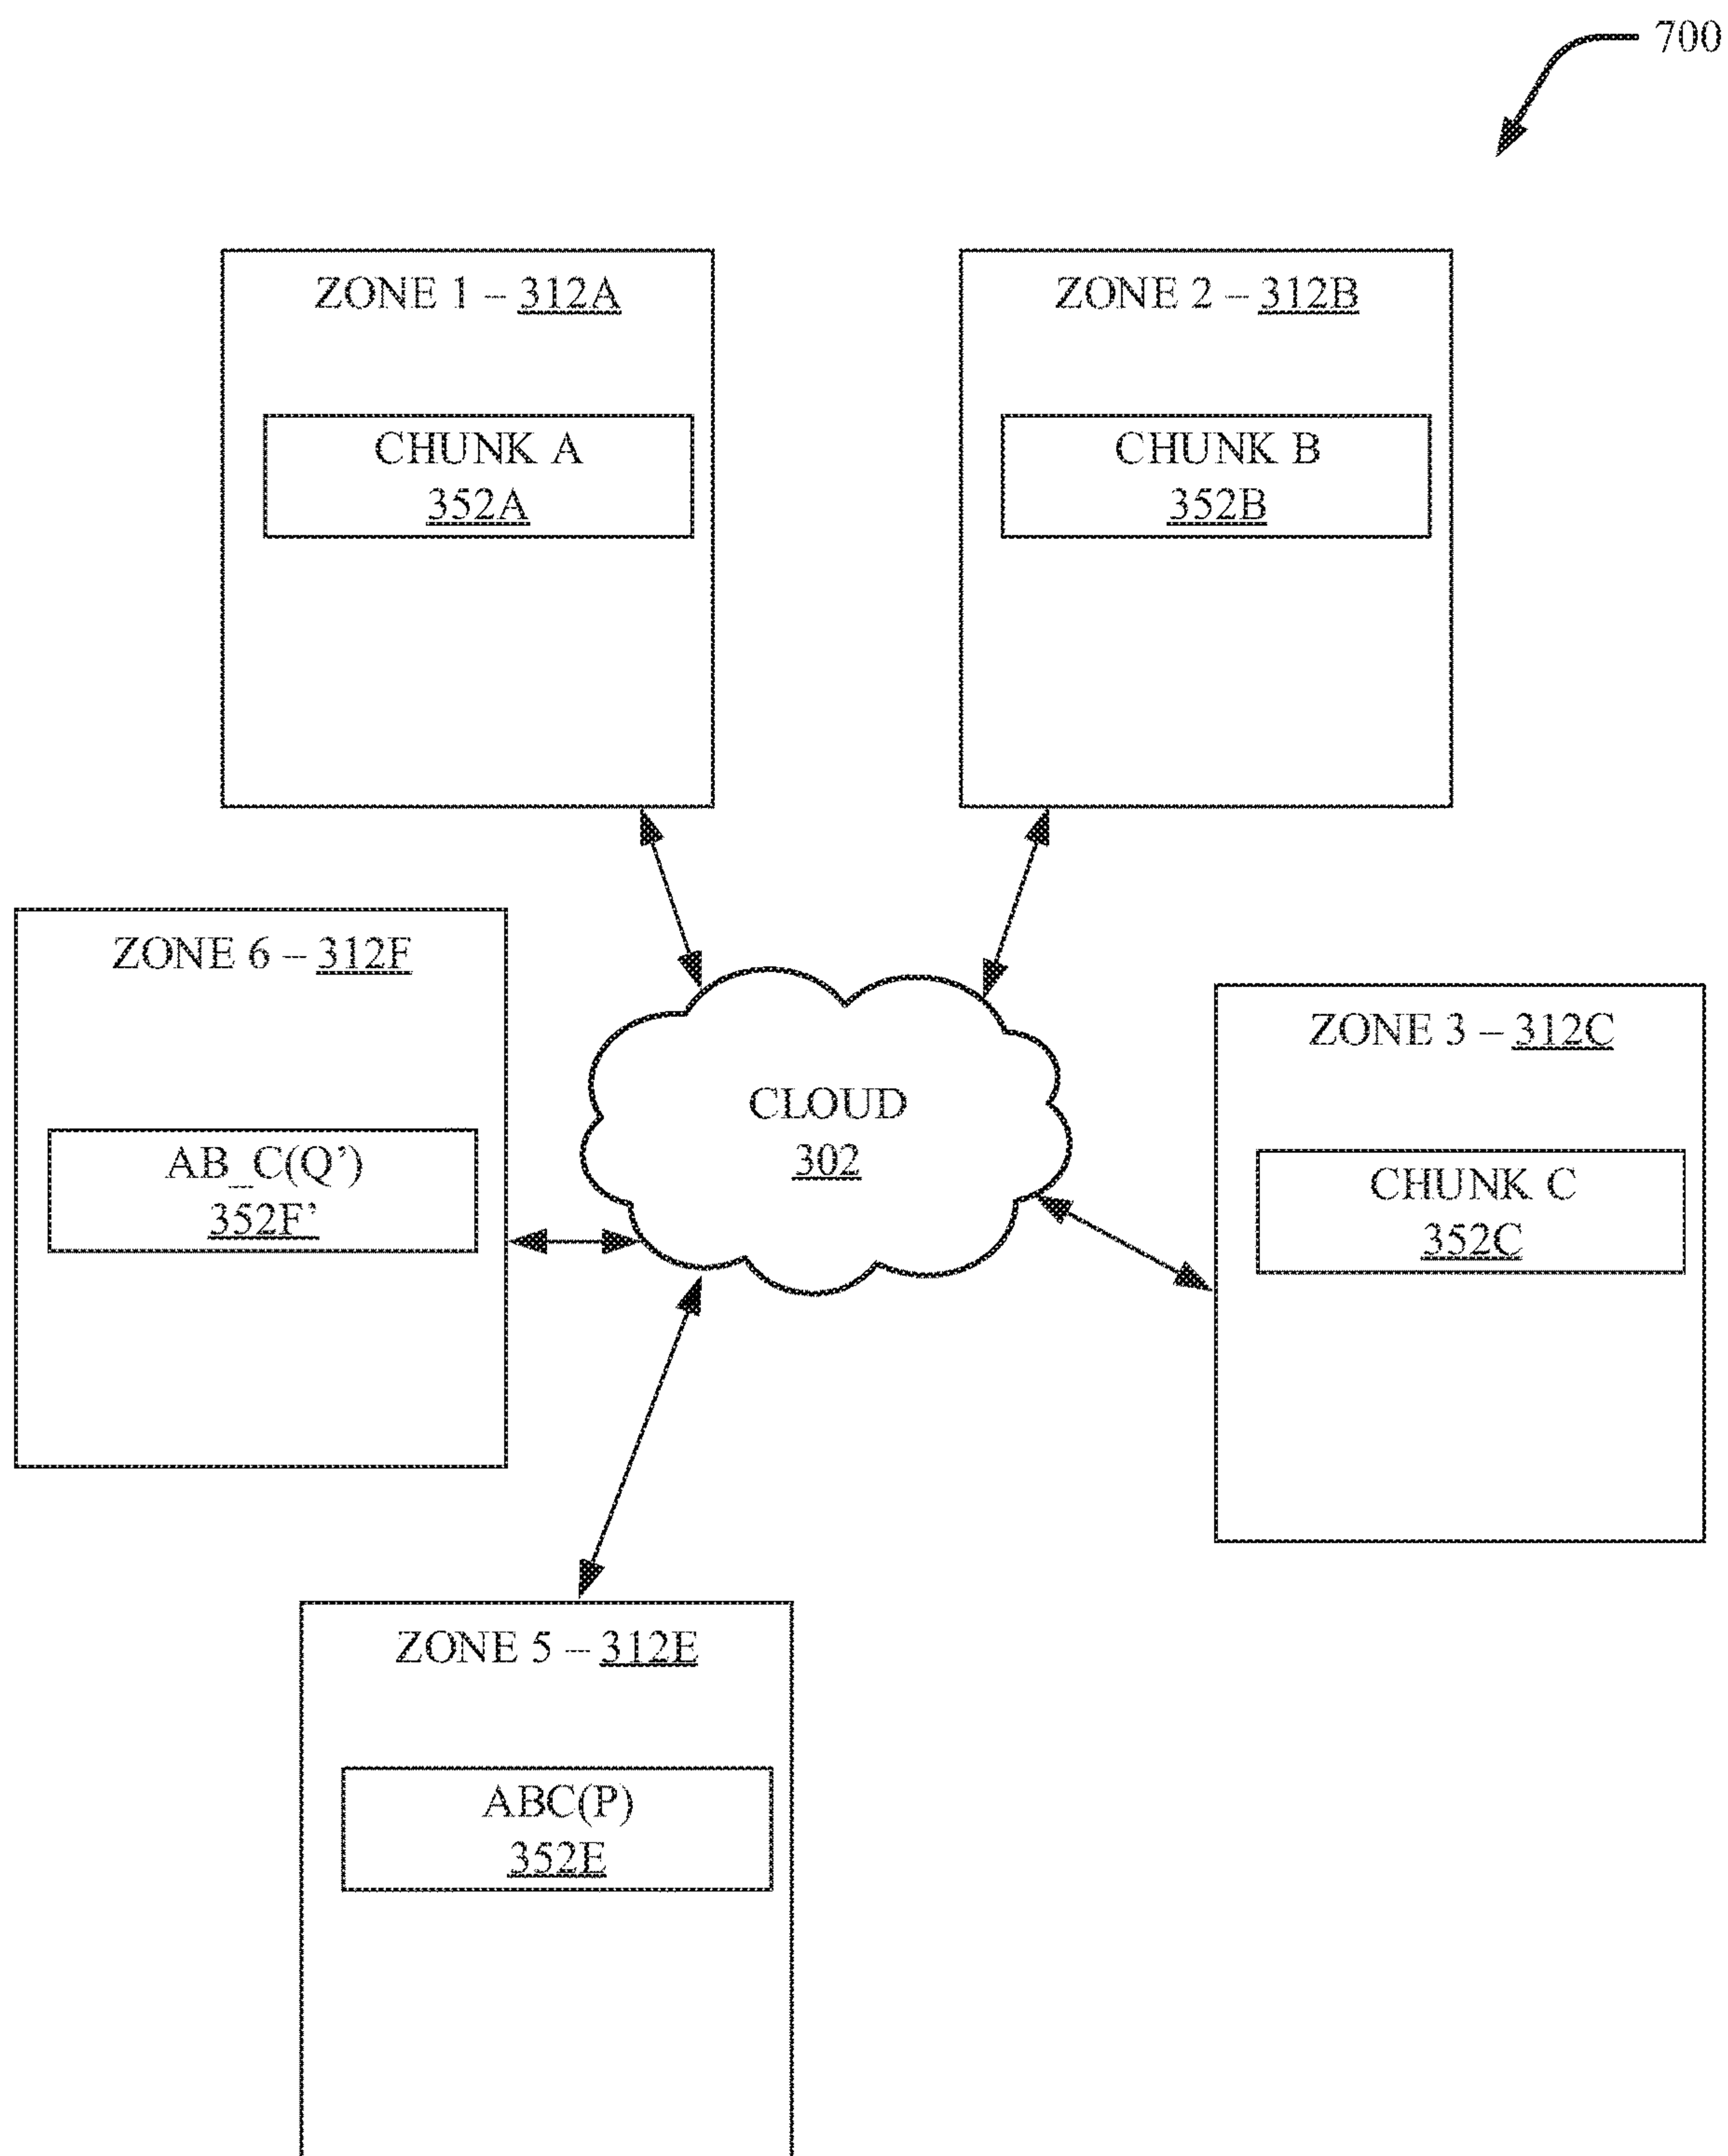 700
ZONE 1 – 312A
CHUNK A
352A
ZONE 2 – 312B
CHUNK B
352B
ZONE 6 – 312F
AB_C(Q’)
352F’
CLOUD
302
ZONE 3 – 312C
CHUNK C
352C
ZONE 5 – 312E
ABC(P)
352E